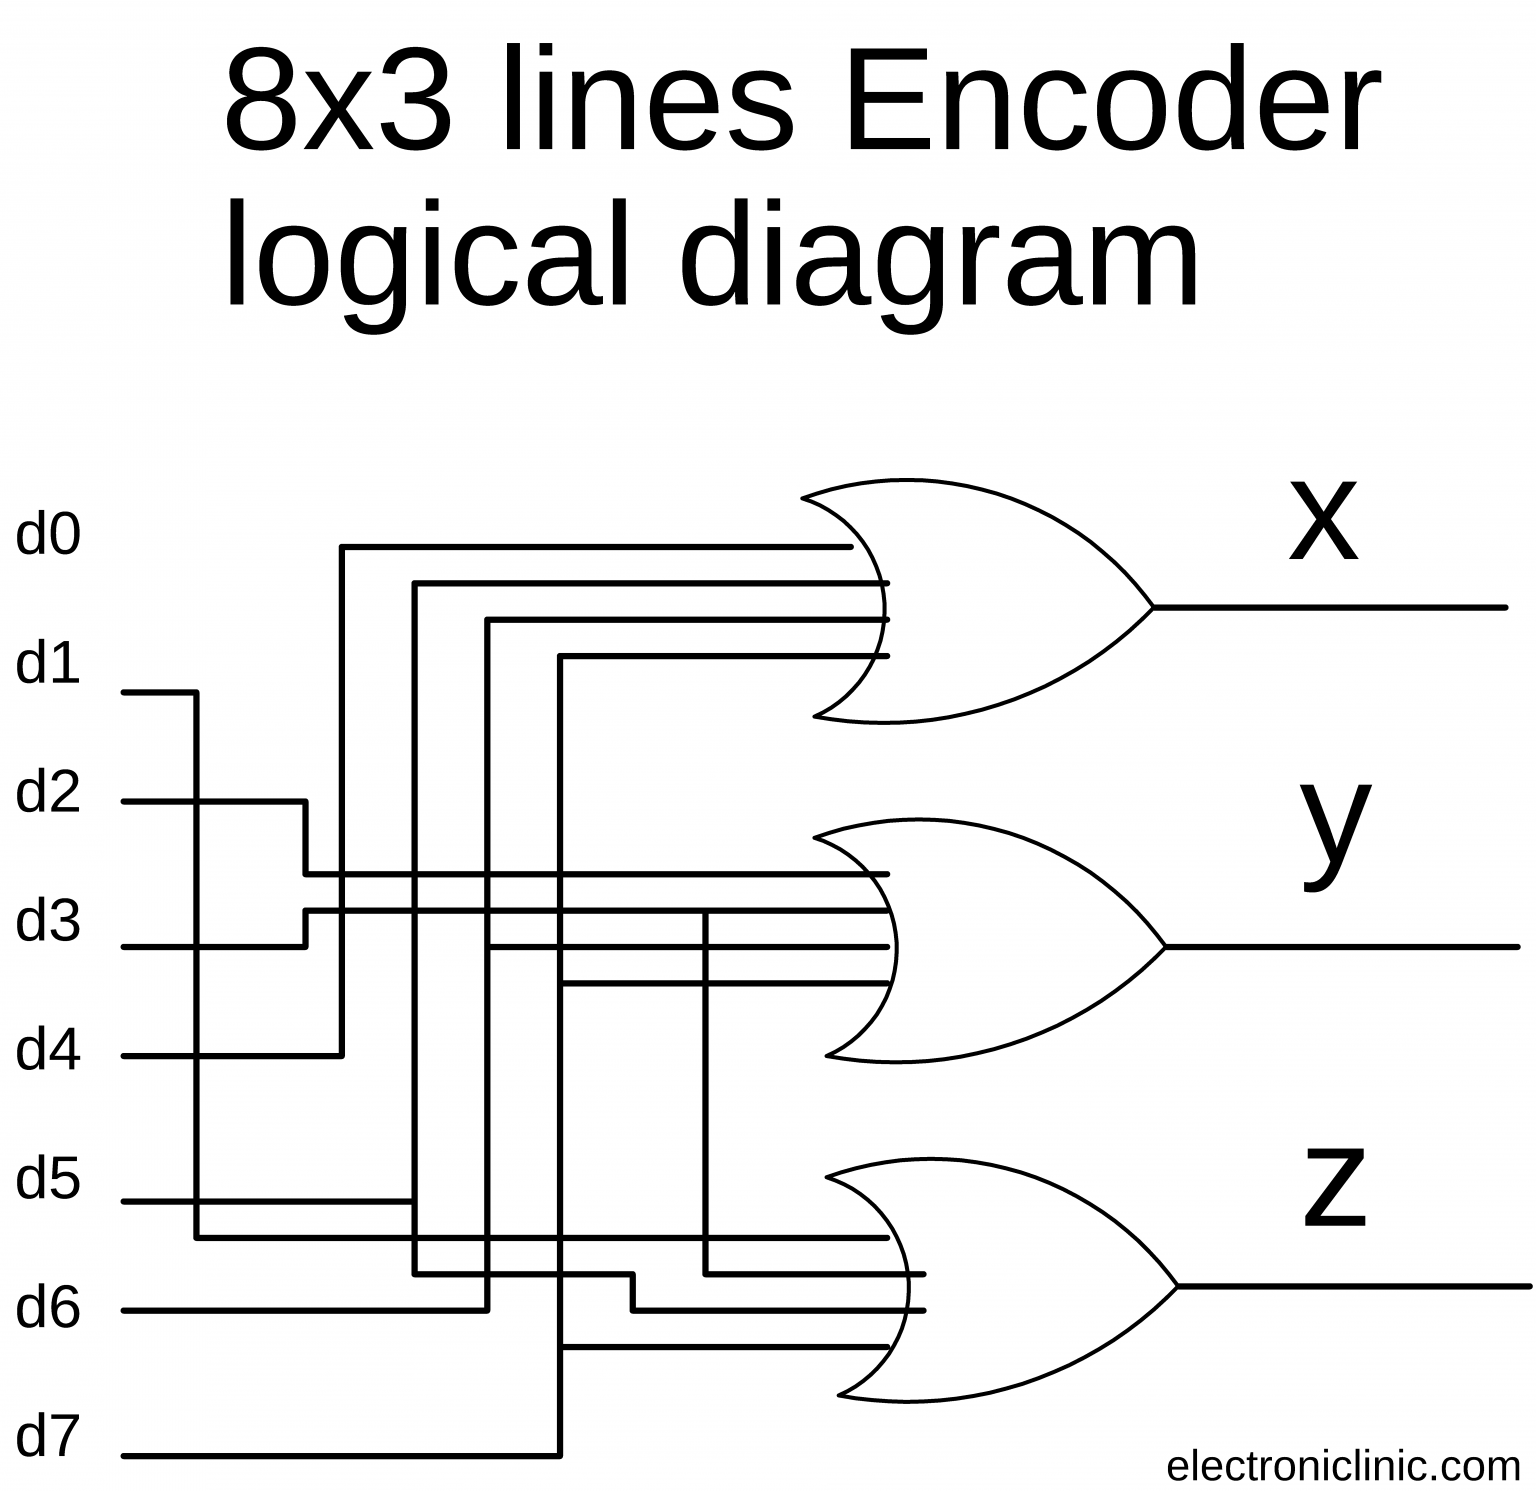 8x3 lines Encoder
logical diagram
x
d0
d1
d2
y
d3
d4
d5
z
d6
d7
electroniclinic.com